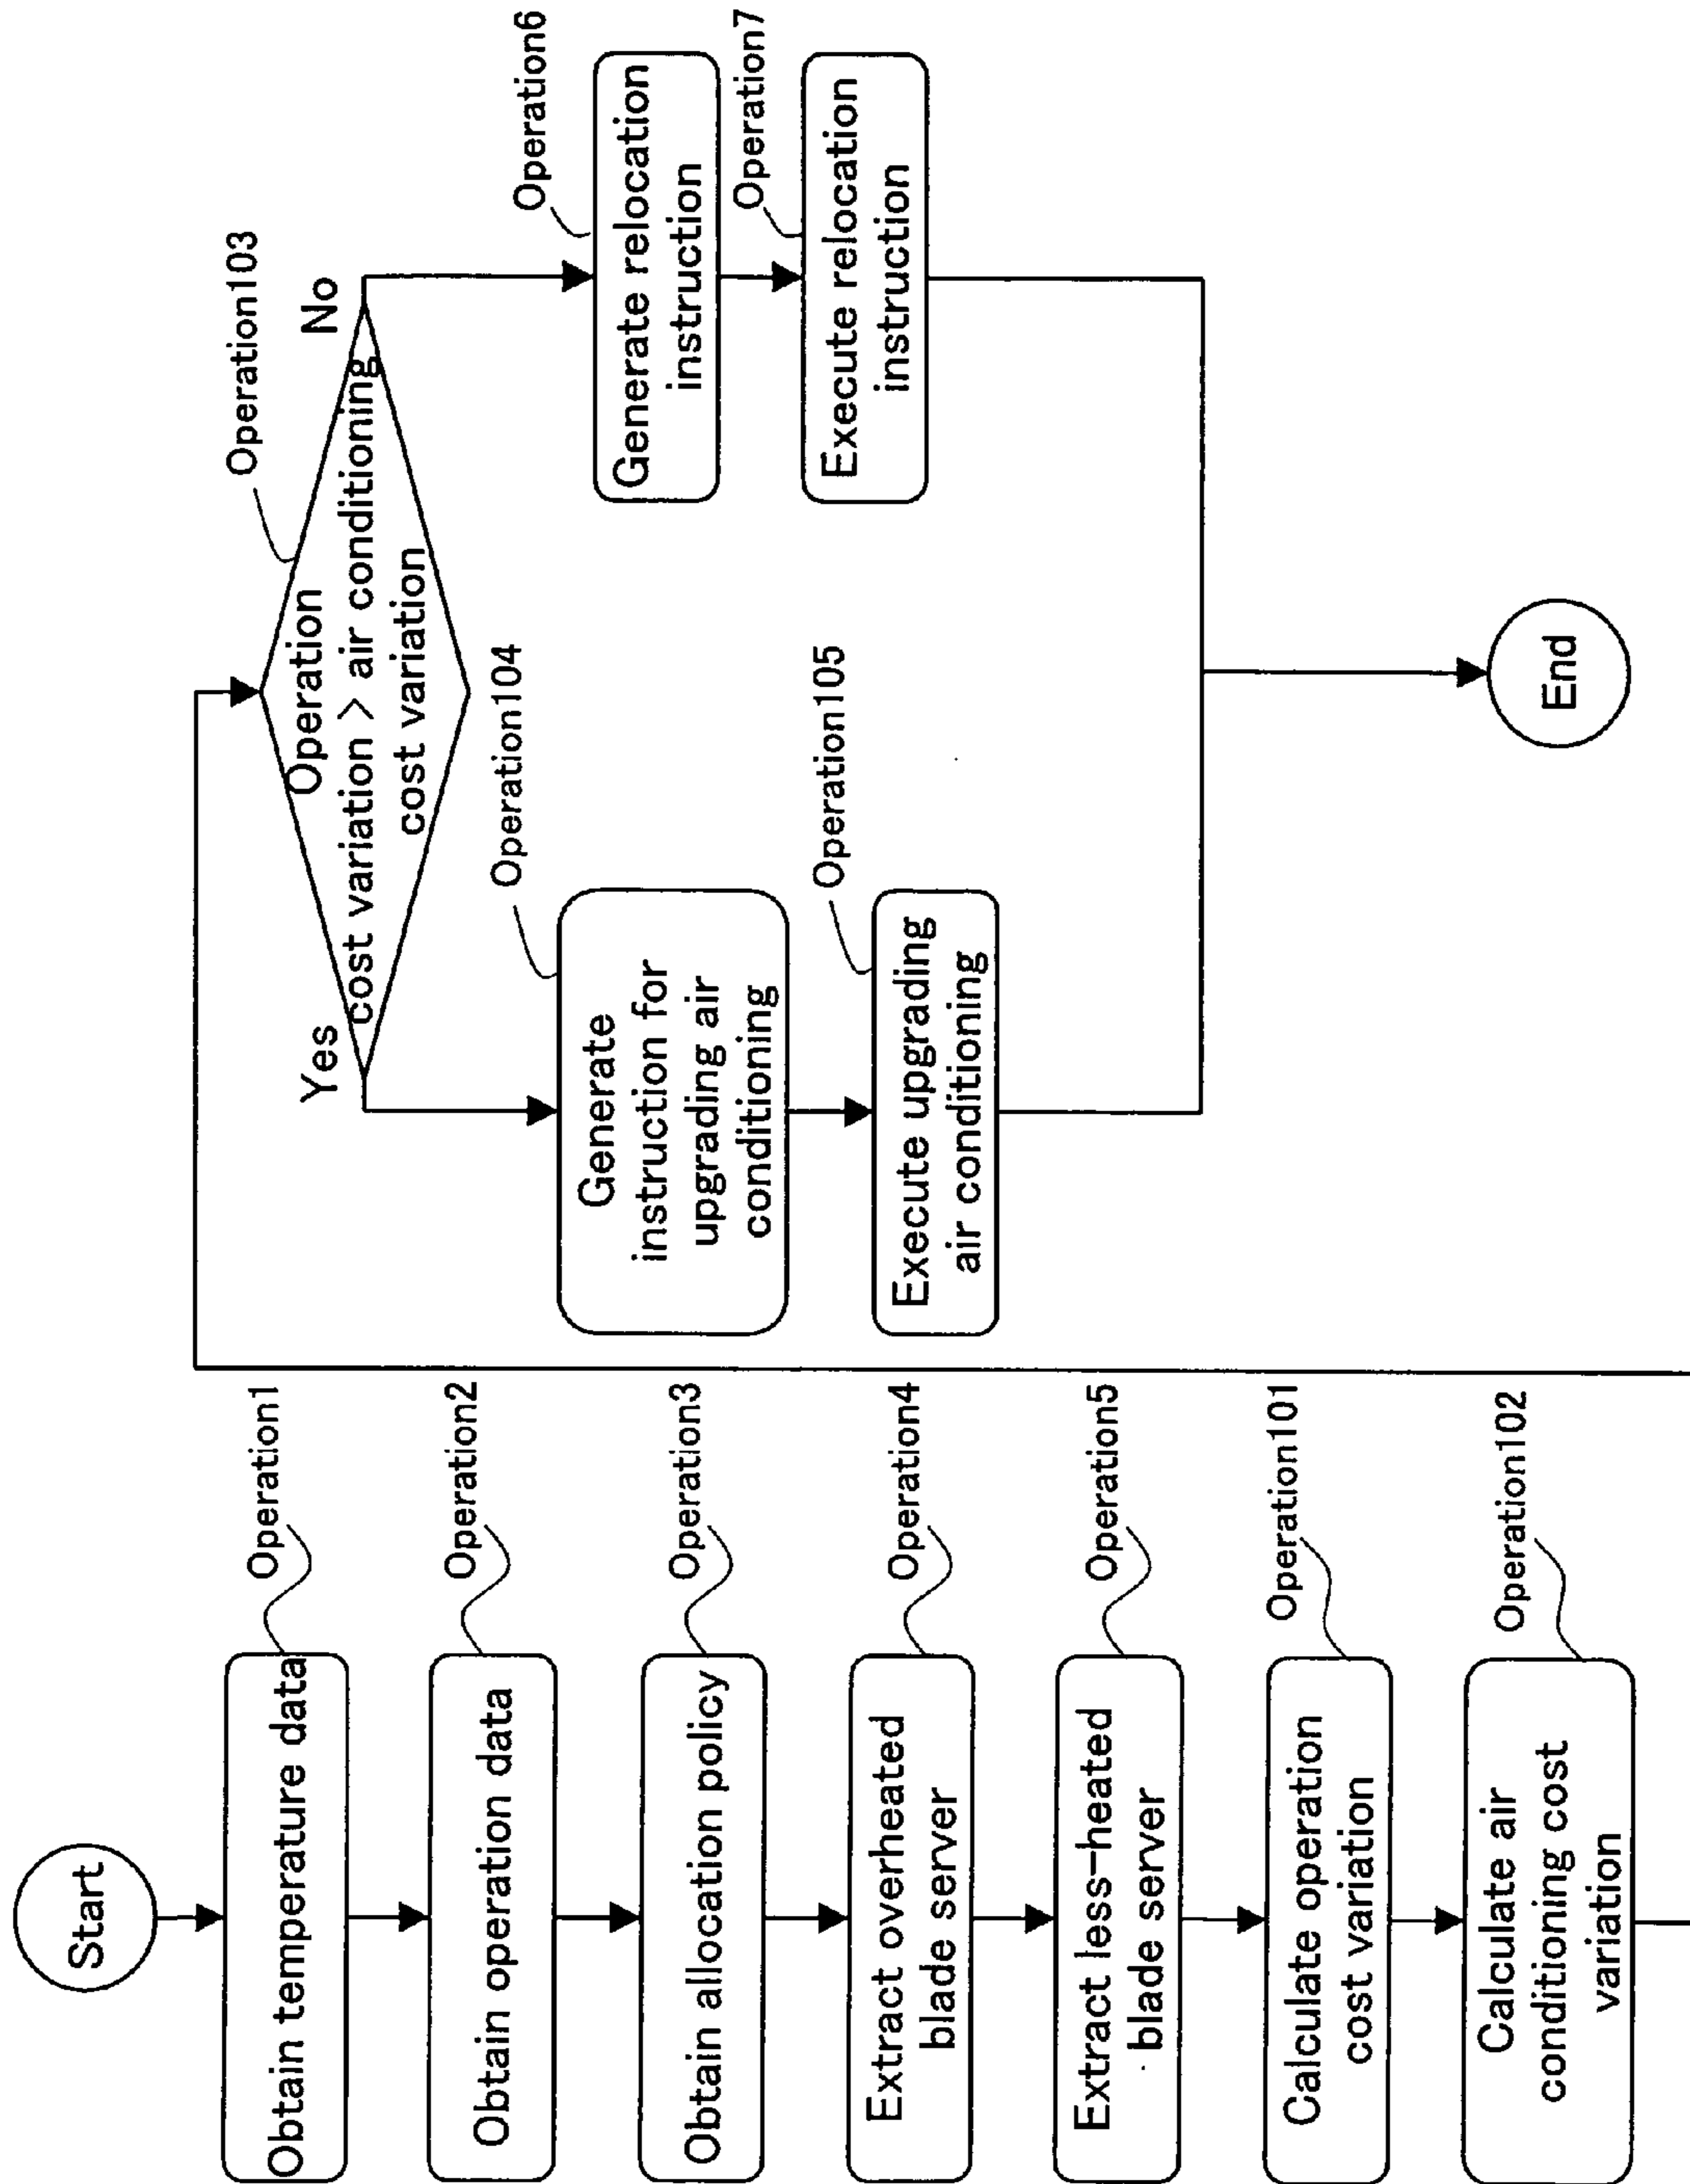 Start
Obtain temperature data
Operation1
Obtain operation data
Operation2
Obtain allocation policy
Operation3
Extract overheated
blade server
Operation4
Extract less-heated
blade server
Operation5
Calculate operation
cost variation
Operation101
Calculate air
conditioning cost
variation
Operation102
Operation103
Operation
cost variation > air conditioning
cost variation
Yes
No
Generate
instruction for
upgrading air
conditioning
Operation104
Execute upgrading
air conditioning
Operation105
Generate relocation
instruction
Operation6
Execute relocation
instruction
Operation7
End